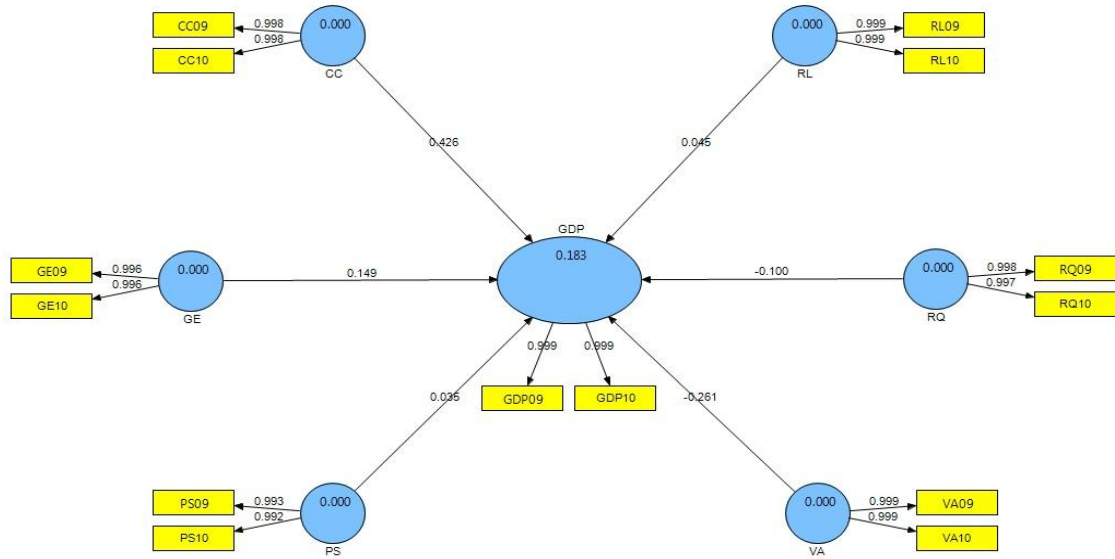 CC09
0.998
0.998
CC10
0.000
CC
0.000
RL
0.999
0.999
RL09
RL10
0.426
0.045
GDP
0.183
GE09
0.996
0.996
GE10
0.000
GE
0.149
-0.100
0.000
RQ
0.998
0.997
RQ09
RQ10
0.999
0.999
GDP09
GDP10
0.035
-0.261
PS09
0.993
0.992
PS10
0.000
PS
0.000
VA
0.999
0.999
VA09
VA10